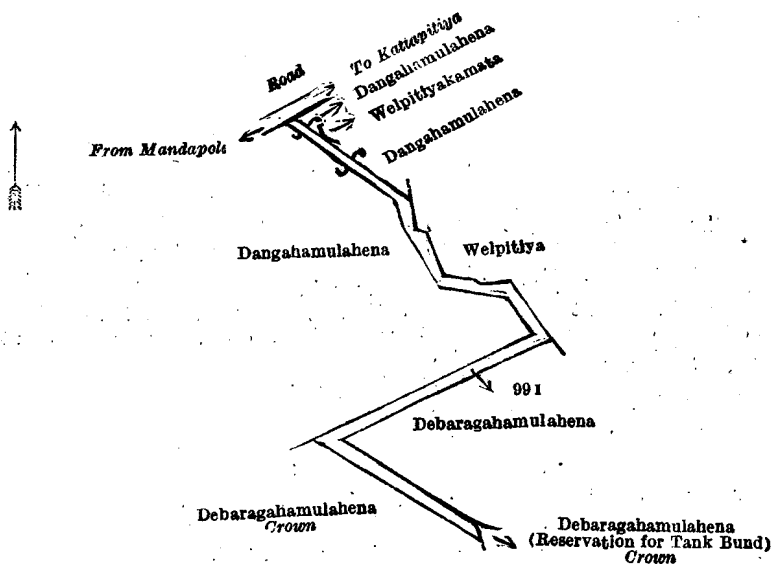 To Kattapitiya
Road
Dangahamulahena
Welpitiyakamata
Dangahamulahena
From Mandapola
Dangahamulahena
Welpitiya
991
Debaragahamulahena
Debaragahamulahena
Crown
Debaragahamulahena
(Reservation for Tank Bund)
Crown